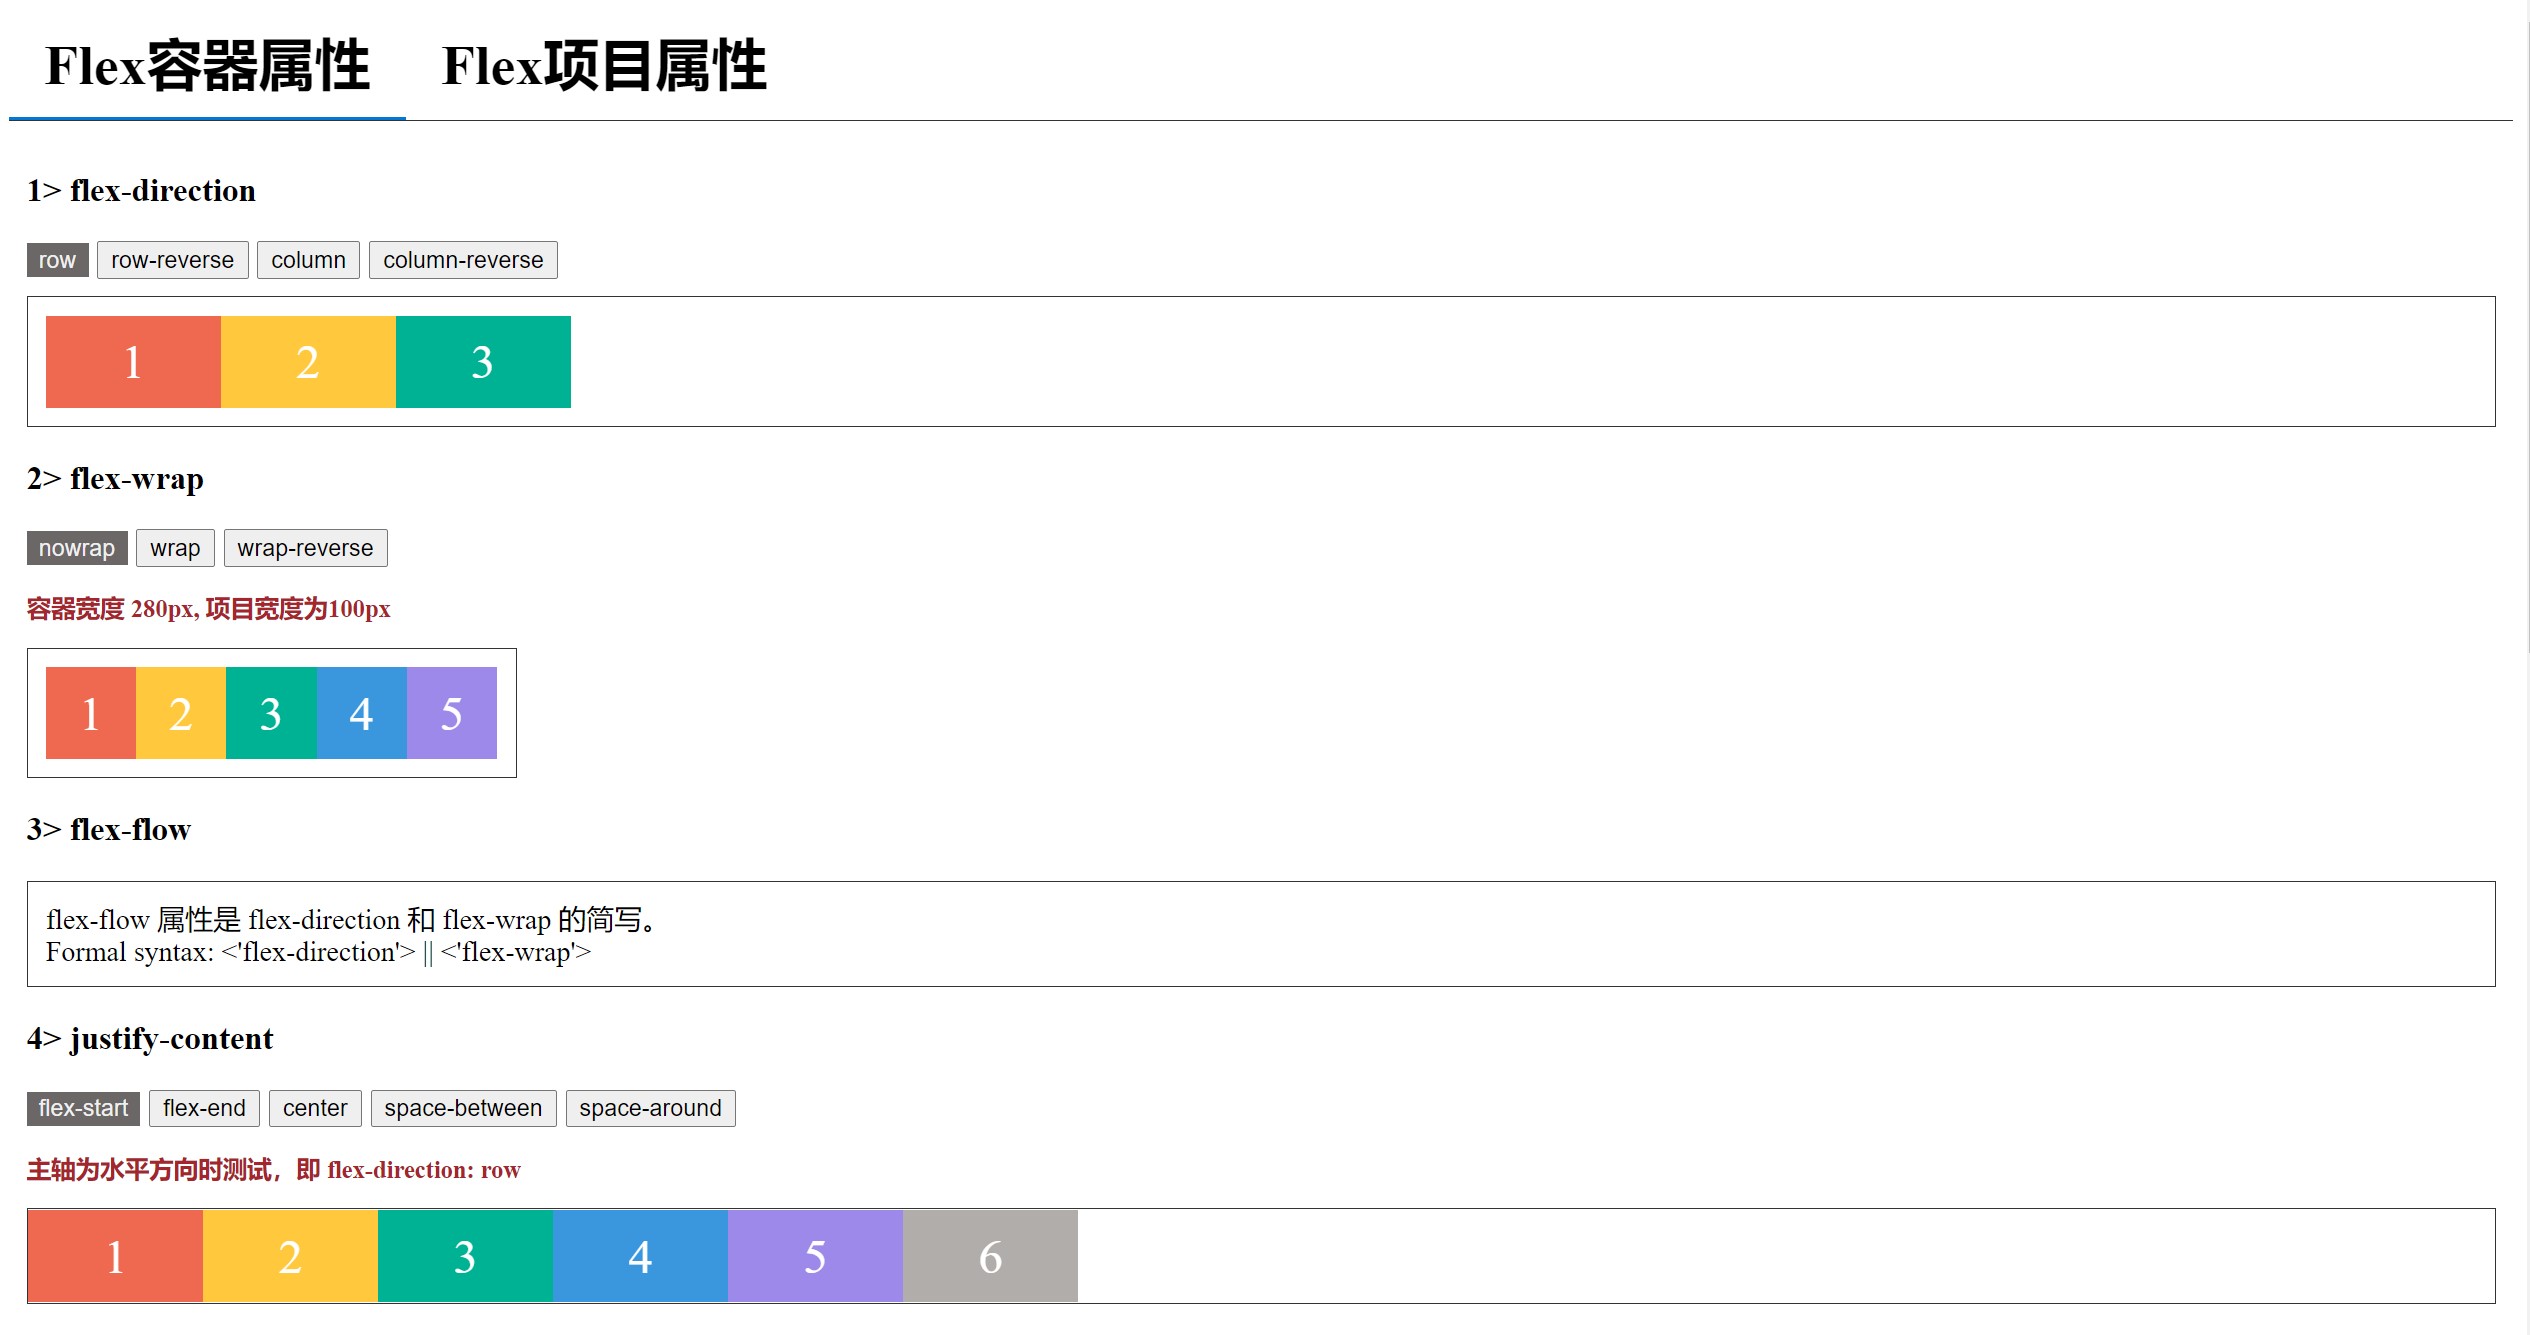 Flex容器属性 Flex项目属性
1> flex-direction
row row-reverse column column-reverse
1 2 3
2> flex-wrap
nowrap wrap wrap-reverse
容器宽度 280px, 项目宽度为100px
1 2 3 4 5
3> flex-flow
flex-flow 属性是 flex-direction 和 flex-wrap 的简写。
Formal syntax: <'flex-direction'> || <'flex-wrap'>
4> justify-content
flex-start flex-end center space-between space-around
主轴为水平方向时测试，即 flex-direction: row
1 2 3 4 5 6